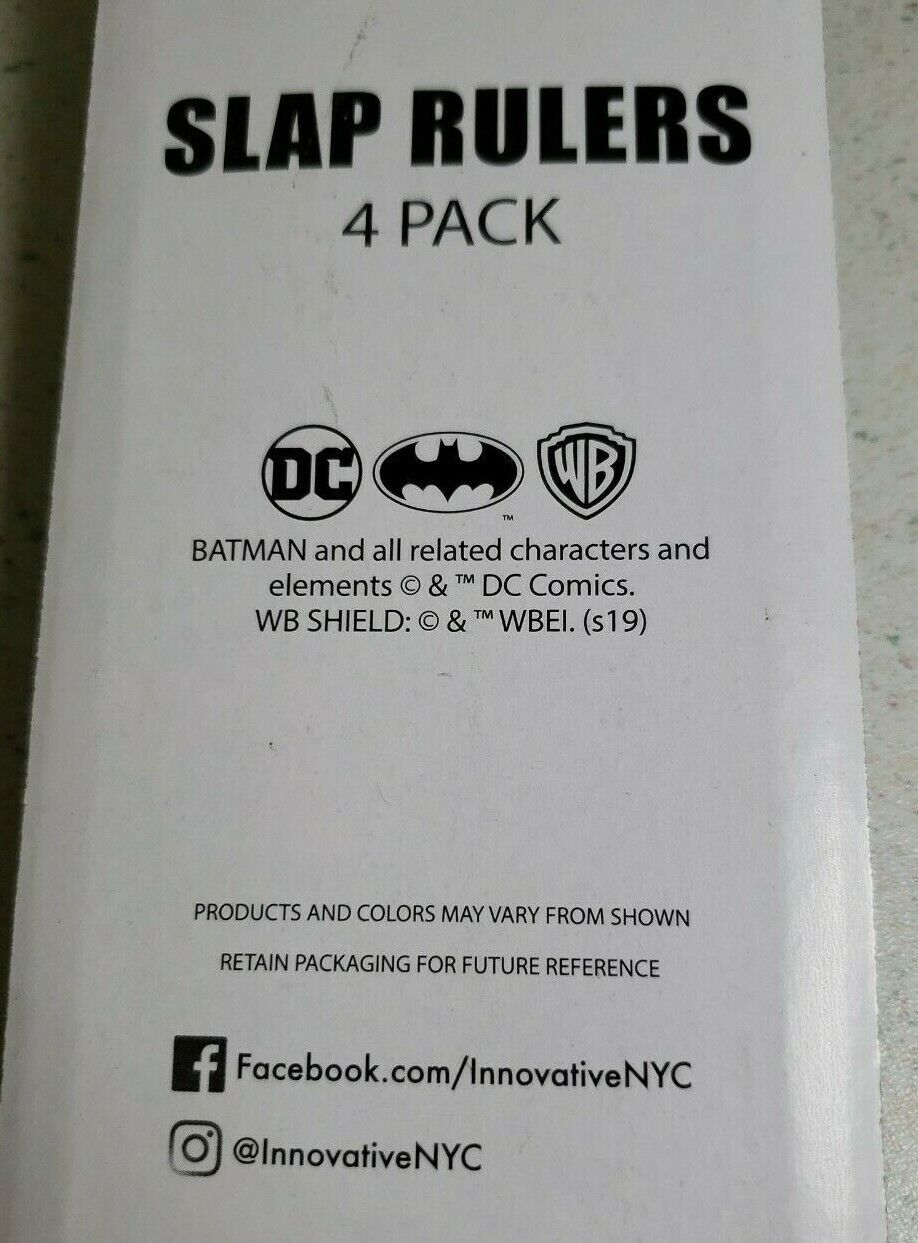 SLAP RULERS
4 PACK
DC WB
™
BATMAN and all related characters and
elements © & ™ DC Comics.
WB SHIELD: © & ™ WBEI. (s19)
PRODUCTS AND COLORS MAY VARY FROM SHOWN
RETAIN PACKAGING FOR FUTURE REFERENCE
f Facebook.com/InnovativeNYC
@InnovativeNYC